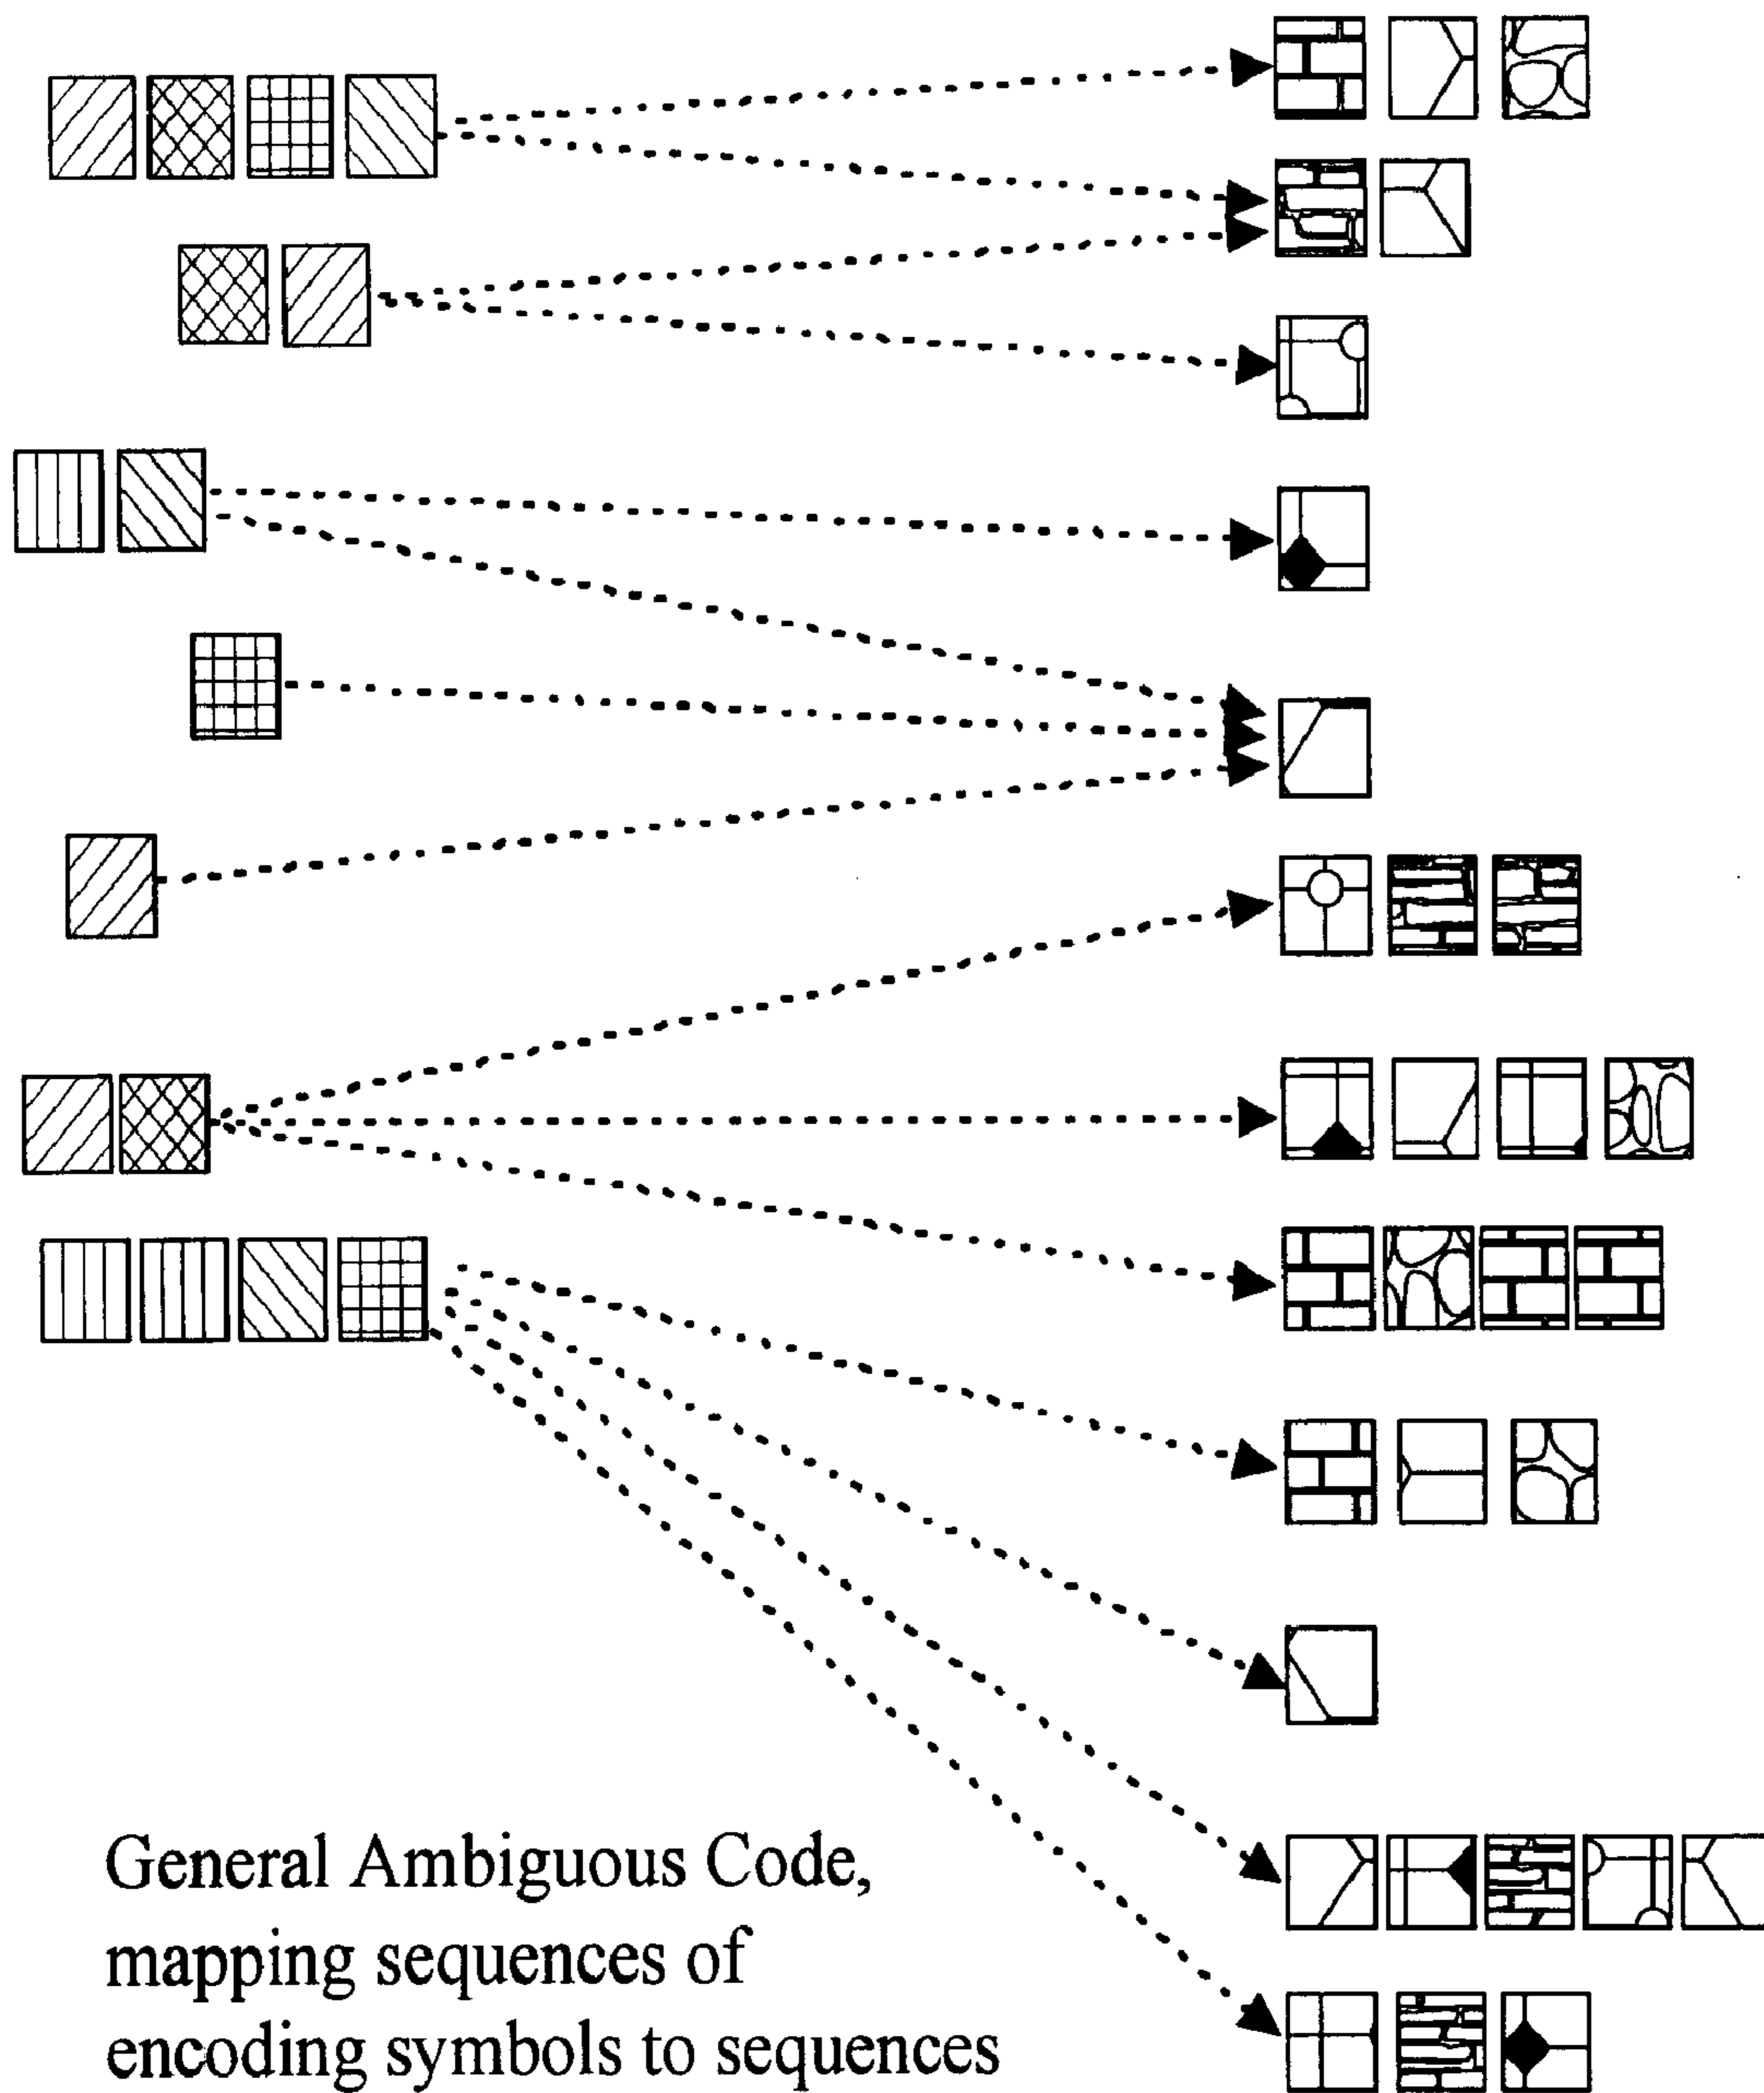 General Ambiguous Code,
mapping sequences of
encoding symbols to sequences